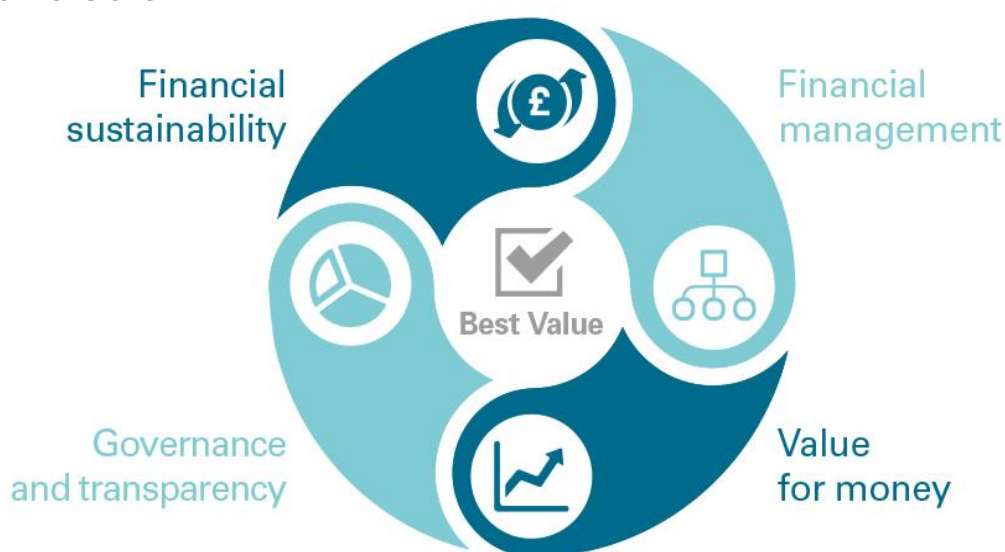 Financial
sustainability
Financial
management
£
Best Value
Governance
and transparency
Value
for money